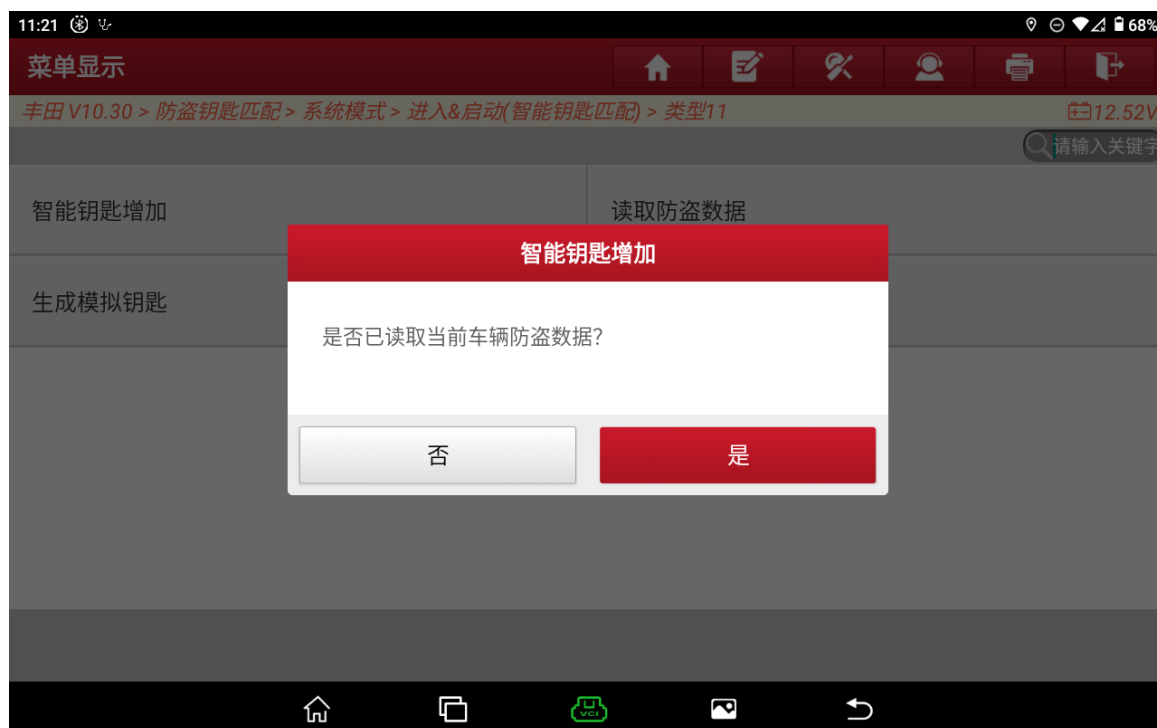 11:21
68%
菜单显示
丰田 V10.30 > 防盗钥匙匹配 > 系统模式 > 进入&启动(智能钥匙匹配) > 类型11
12.52V
请输入关键字
智能钥匙增加
读取防盗数据
智能钥匙增加
生成模拟钥匙
是否已读取当前车辆防盗数据?
否
是
VCI